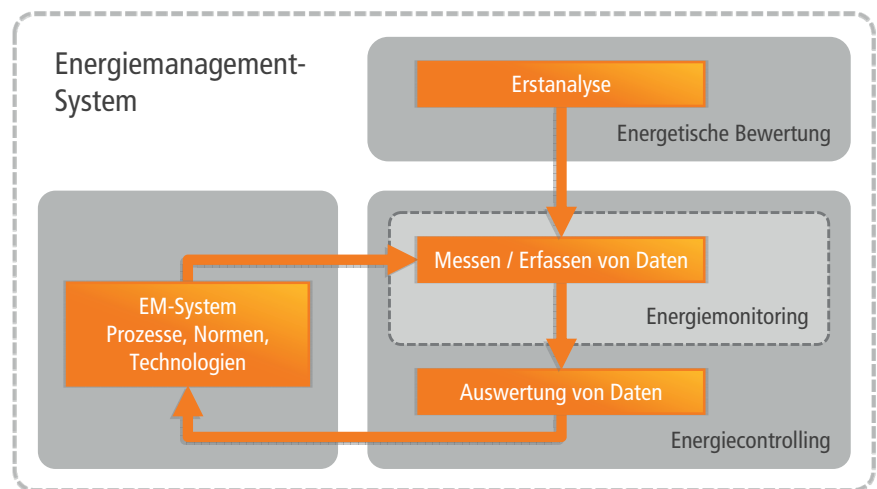 Energiemanagement-
System
Erstanalyse
Energetische Bewertung
Messen / Erfassen von Daten
Energiemonitoring
EM-System
Prozesse, Normen,
Technologien
Auswertung von Daten
Energiecontrolling